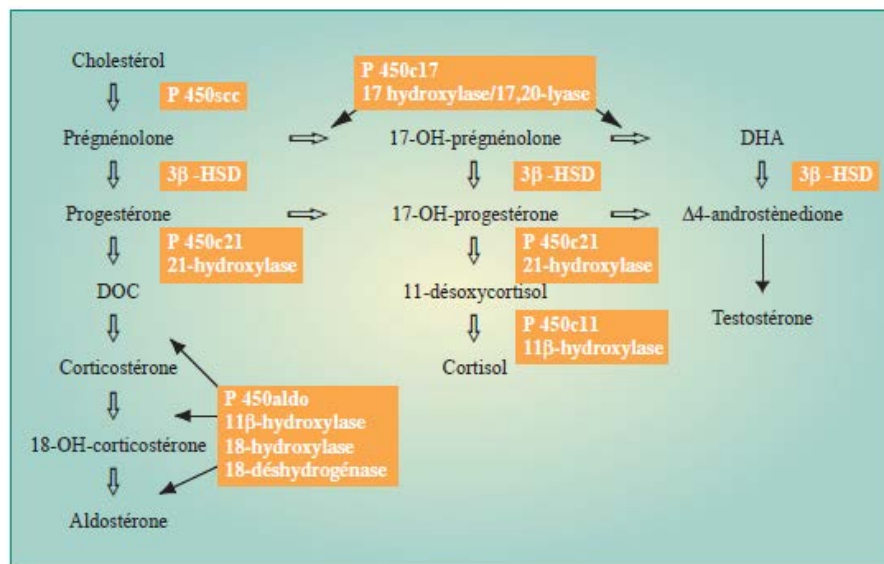 Cholestérol
P 450scc
P 450c17
17 hydroxylase/17,20-lyase
Prégnénolone
17-OH-prégnénolone
DHA
3β -HSD
3β -HSD
3β -HSD
Progestérone
17-OH-progestérone
Δ4-androstènedione
P 450c21
21-hydroxylase
P 450c21
21-hydroxylase
DOC
11-désoxycortisol
Testostérone
P 450c11
11β-hydroxylase
Corticostérone
Cortisol
P 450aldo
11β-hydroxylase
18-hydroxylase
18-déshydrogénase
18-OH-corticostérone
Aldostérone